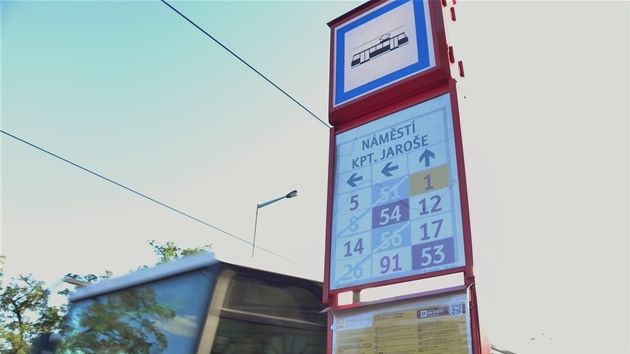 NÁMĚSTÍ
KPT. JAROŠE
← ← ↑
5 51 1
8 54 12
14 56 17
26 91 53